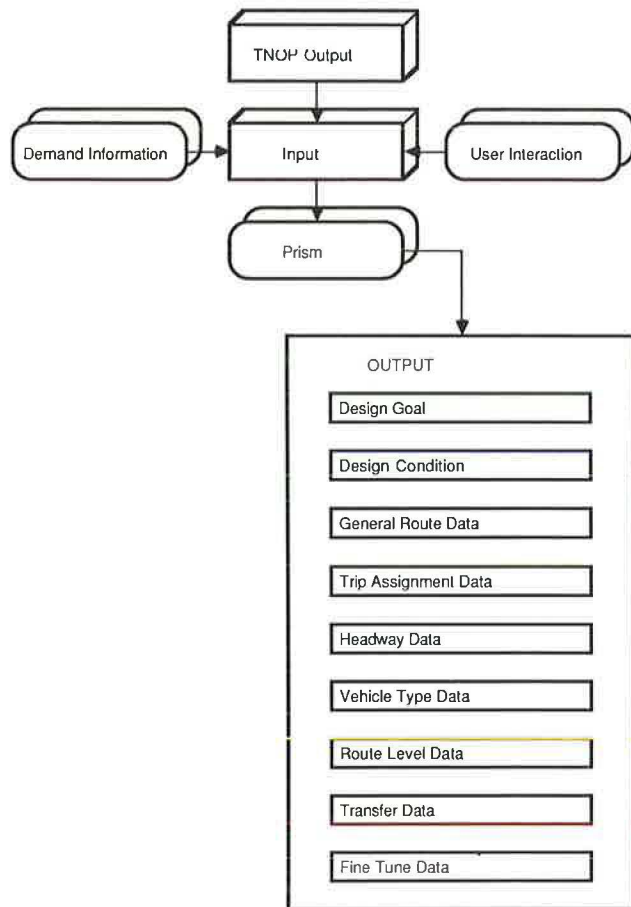 TNOP Output
Demand Information
Input
User Interaction
Prism
OUTPUT
Design Goal
Design Condition
General Route Data
Trip Assignment Data
Headway Data
Vehicle Type Data
Route Level Data
Transfer Data
Fine Tune Data